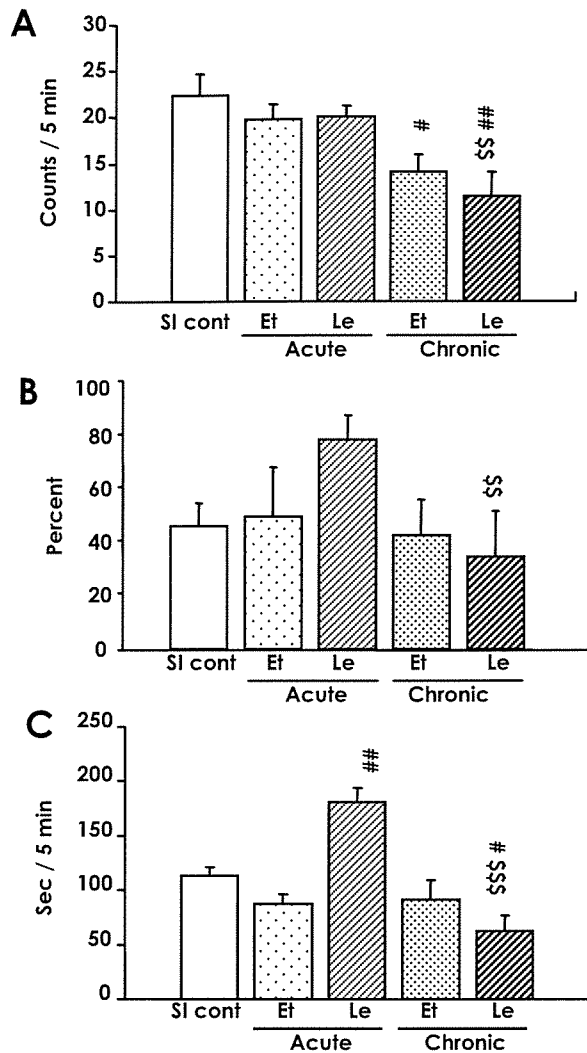 A
Counts / 5 min
30
25
20
15
10
5
0
#
##
$$
SI cont
Et
Le
Et
Le
Acute
Chronic
B
Percent
100
80
60
40
20
0
$$
SI cont
Et
Le
Et
Le
Acute
Chronic
C
Sec / 5 min
250
200
150
100
50
0
##
#
$$$
SI cont
Et
Le
Et
Le
Acute
Chronic